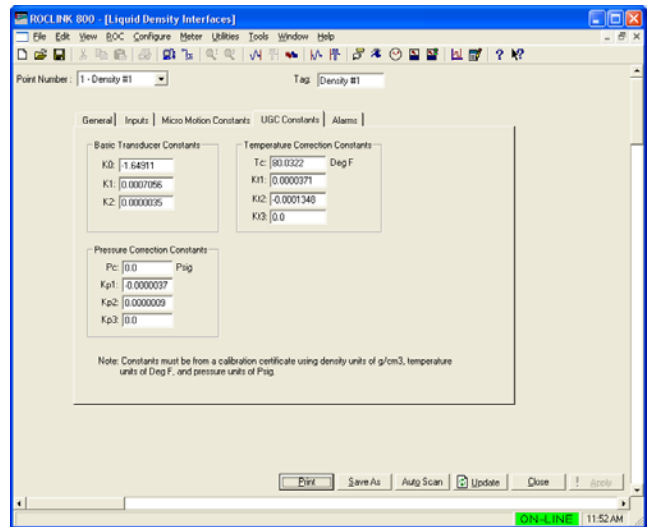 ROCLINK 800 - [Liquid Density Interfaces]
File Edit View ROC Configure Meter Utilities Tools Window Help
Point Number: 1 - Density #1 Tag: Density #1
General Inputs Micro Motion Constants UGC Constants Alarms
Basic Transducer Constants
K0: -1.64911
K1: 0.0007056
K2: 0.0000035
Temperature Correction Constants
Tc: 80.0322 Deg F
Kt1: 0.0000371
Kt2: -0.0001348
Kt3: 0.0
Pressure Correction Constants
Pc: 0.0 Psig
Kp1: -0.0000037
Kp2: 0.0000009
Kp3: 0.0
Note: Constants must be from a calibration certificate using density units of g/cm3, temperature
units of Deg F, and pressure units of Psig.
Print Save As Auto Scan Update Close ! Apply
ON-LINE 11:52 AM